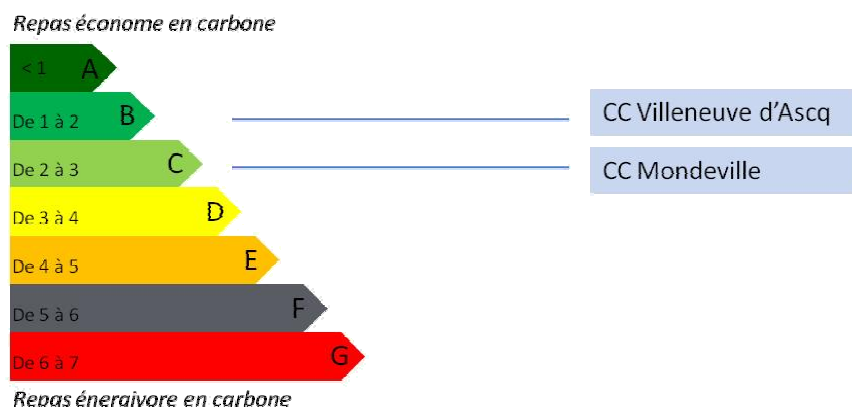 Repas économe en carbone
< 1 A
De 1 à 2 B
CC Villeneuve d'Ascq
De 2 à 3 C
CC Mondeville
De 3 à 4 D
De 4 à 5 E
De 5 à 6 F
De 6 à 7 G
Repas énergivore en carbone